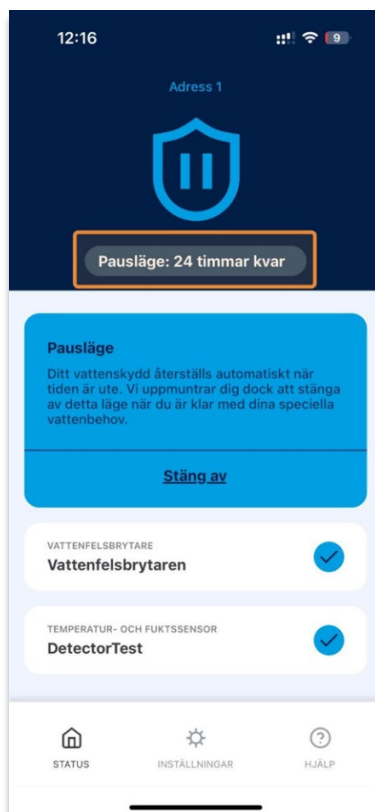 12:16
9
Adress 1
Pausläge: 24 timmar kvar
Pausläge
Ditt vattenskydd återställs automatiskt när
tiden är ute. Vi uppmuntrar dig dock att stänga
av detta läge när du är klar med dina speciella
vattenbehov.
Stäng av
VATTENFELSBRYTARE
Vattenfelsbrytaren
TEMPERATUR- OCH FUKTSSENSOR
DetectorTest
STATUS INSTÄLLNINGAR HJÄLP